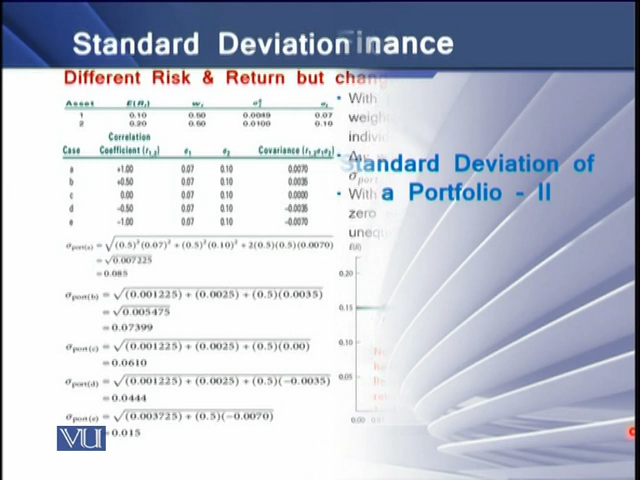 Standard Deviation
Finance
Different Risk & Return but chan
Asset E(Rᵢ) wᵢ σᵢ² σᵢ
1 0.10 0.50 0.0049 0.07
2 0.20 0.50 0.0100 0.10
Correlation
Case Coefficient (r₁,₂) σ₁ σ₂ Covariance (r₁,₂σ₁σ₂)
a +1.00 0.07 0.10 0.0070
b +0.50 0.07 0.10 0.0035
c 0.00 0.07 0.10 0.0000
d -0.50 0.07 0.10 -0.0035
e -1.00 0.07 0.10 -0.0070
σport(a) = √(0.5)²(0.07)² + (0.5)²(0.10)² + 2(0.5)(0.5)(0.0070)
= √0.007225
= 0.085
σport(b) = √(0.001225) + (0.0025) + (0.5)(0.0035)
= √0.005475
= 0.07399
σport(c) = √(0.001225) + (0.0025) + (0.5)(0.00)
= 0.0610
σport(d) = √(0.001225) + (0.0025) + (0.5)(-0.0035)
= 0.0444
σport(e) = √(0.003725) + (0.5)(-0.0070)
= 0.015
• With
weigh
indivi
σport
• With
zero
unequ
Standard Deviation of
a Portfolio - II
0.20
0.15
0.10
0.05
0.00
VU